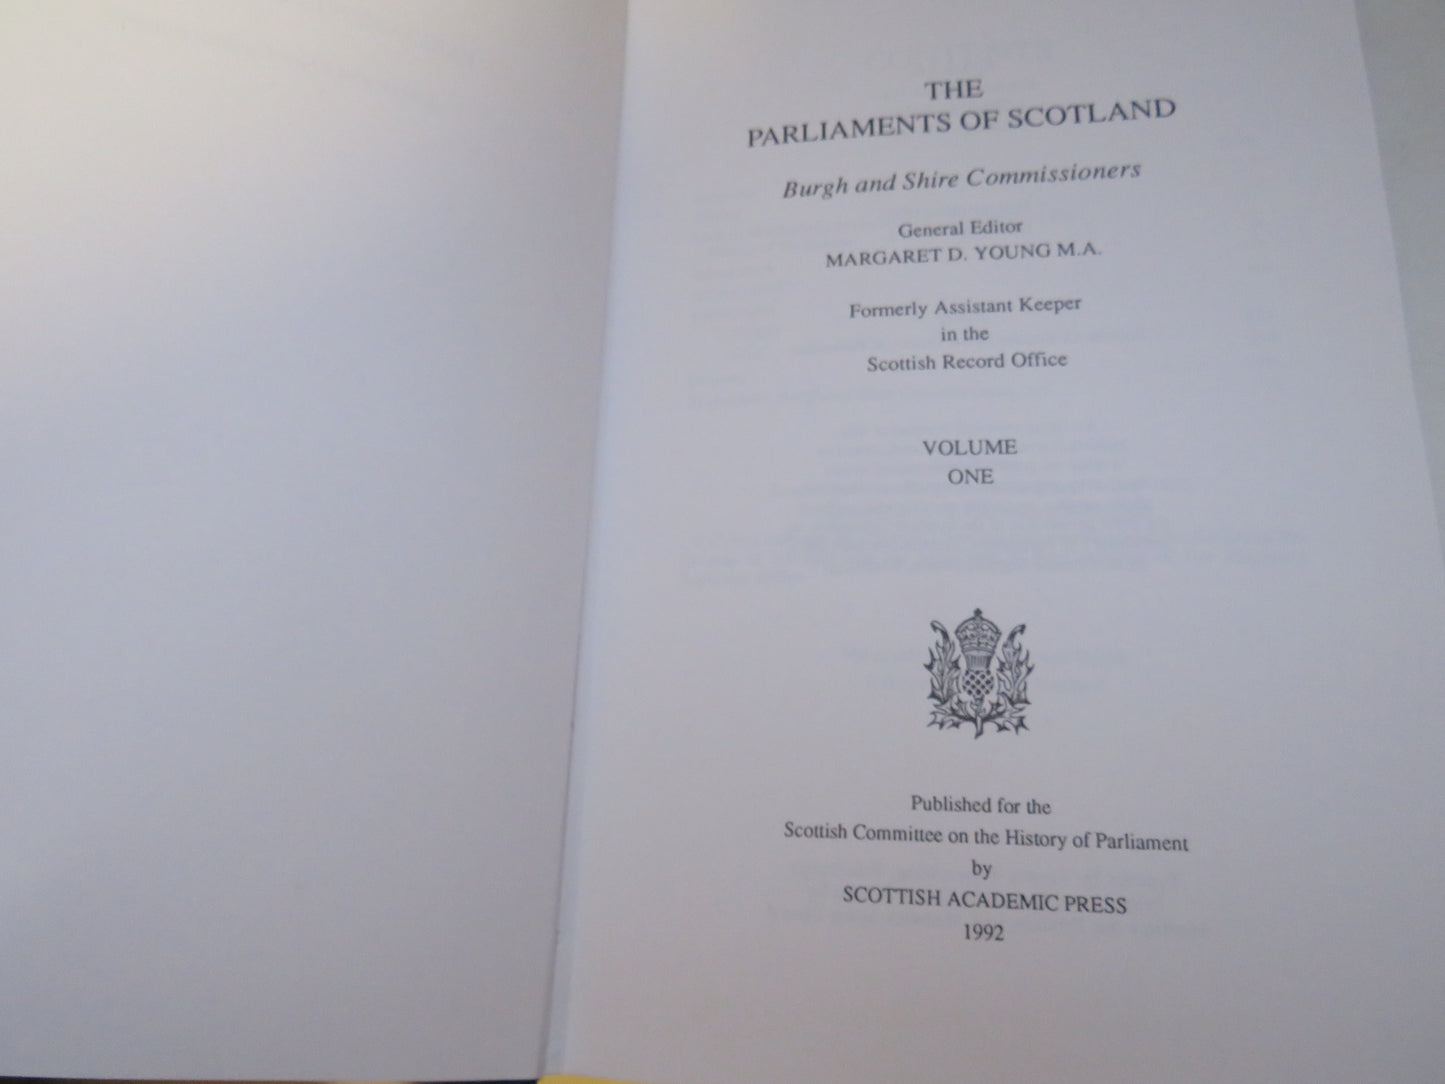 THE
PARLIAMENTS OF SCOTLAND
Burgh and Shire Commissioners
General Editor
MARGARET D. YOUNG M.A.
Formerly Assistant Keeper
in the
Scottish Record Office
VOLUME
ONE
Published for the
Scottish Committee on the History of Parliament
by
SCOTTISH ACADEMIC PRESS
1992